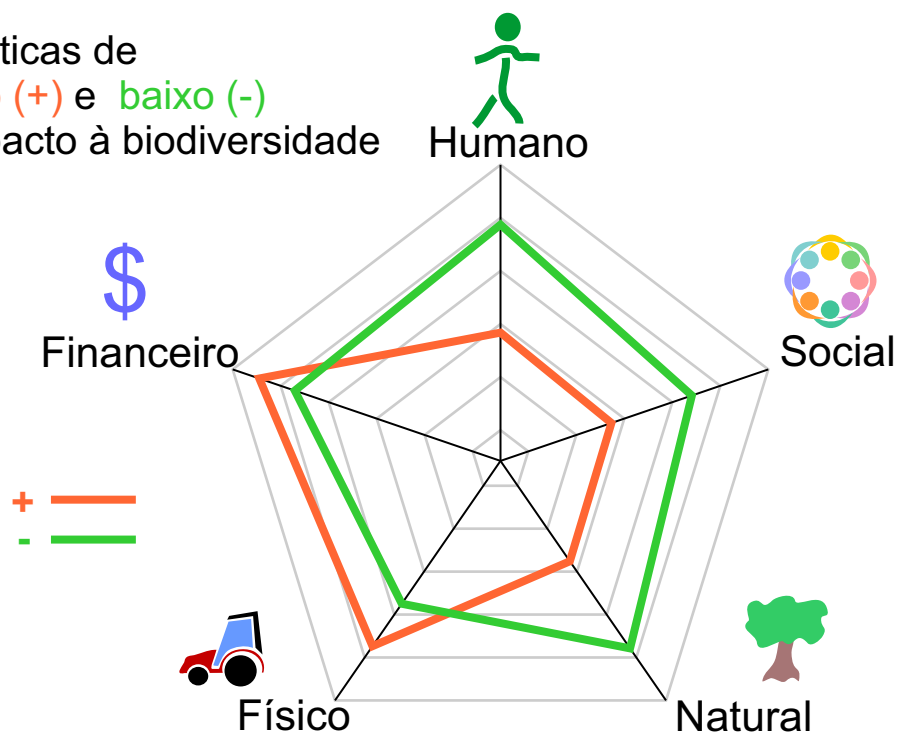 ticas de
(+) e baixo (-)
acto à biodiversidade
Humano
$
Financeiro
Social
+
-
Físico
Natural